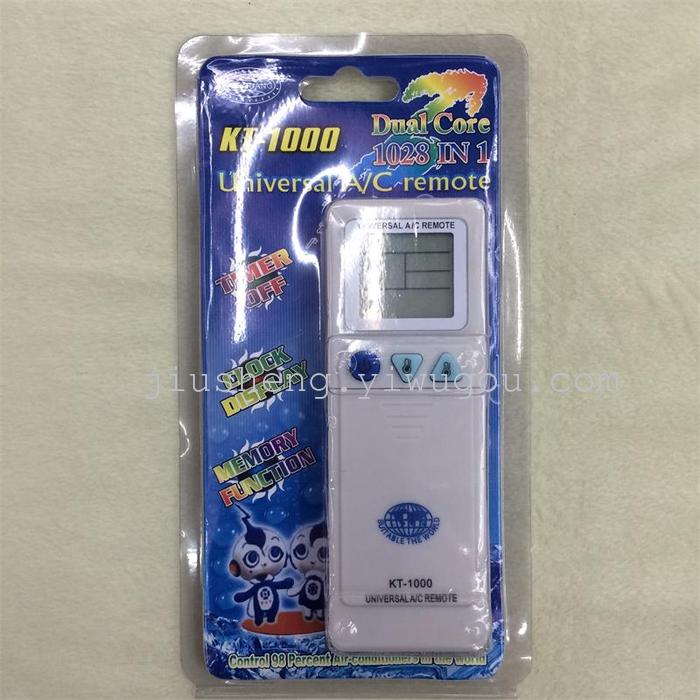 KT-1000
Dual Core
1028 IN 1
Universal A/C remote
UNIVERSAL A/C REMOTE
TIMER
OFF
CLOCK
DISPLAY
jiusheng.yiwugou.com
MEMORY
FUNCTION
SUITABLE THE WORLD
KT-1000
UNIVERSAL A/C REMOTE
Control 98 Percent Air-conditioners in the world